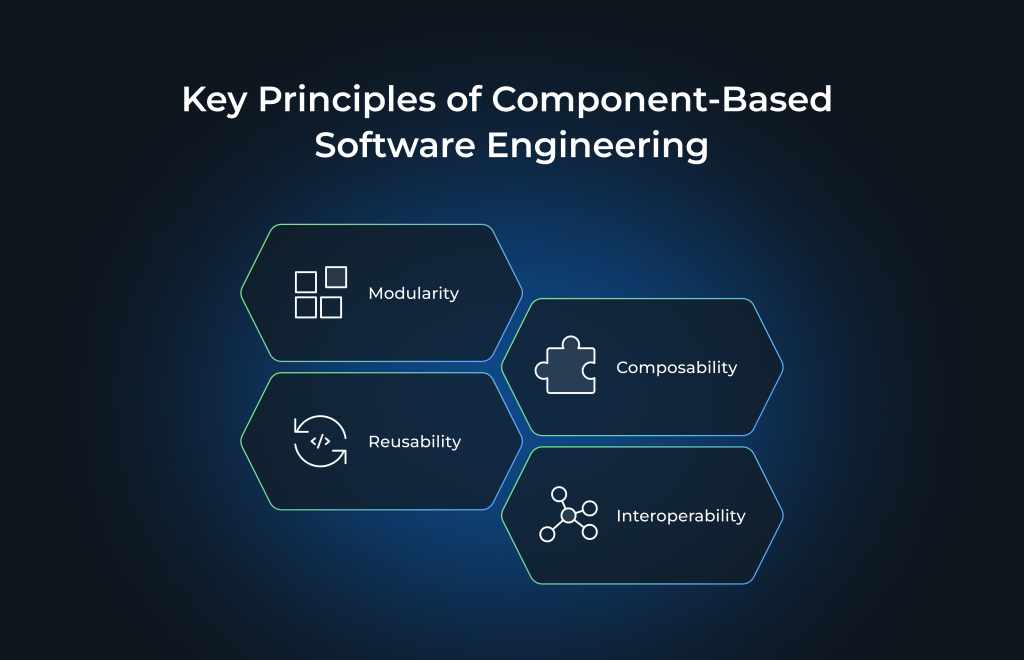 Key Principles of Component-Based
Software Engineering
Modularity
Composability
Reusability
</>
Interoperability